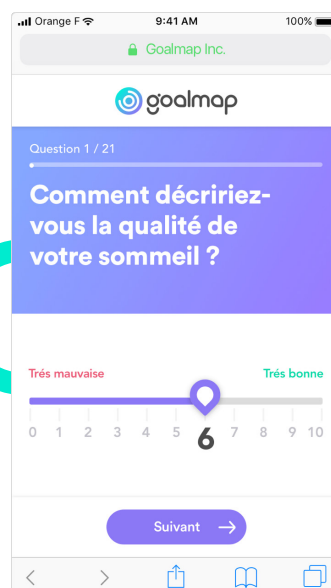 Orange F 9:41 AM 100%
Goalmap Inc.
goalmap
Question 1 / 21
Comment décririez-
vous la qualité de
votre sommeil ?
Trés mauvaise Trés bonne
0 1 2 3 4 5 6 7 8 9 10
Suivant →